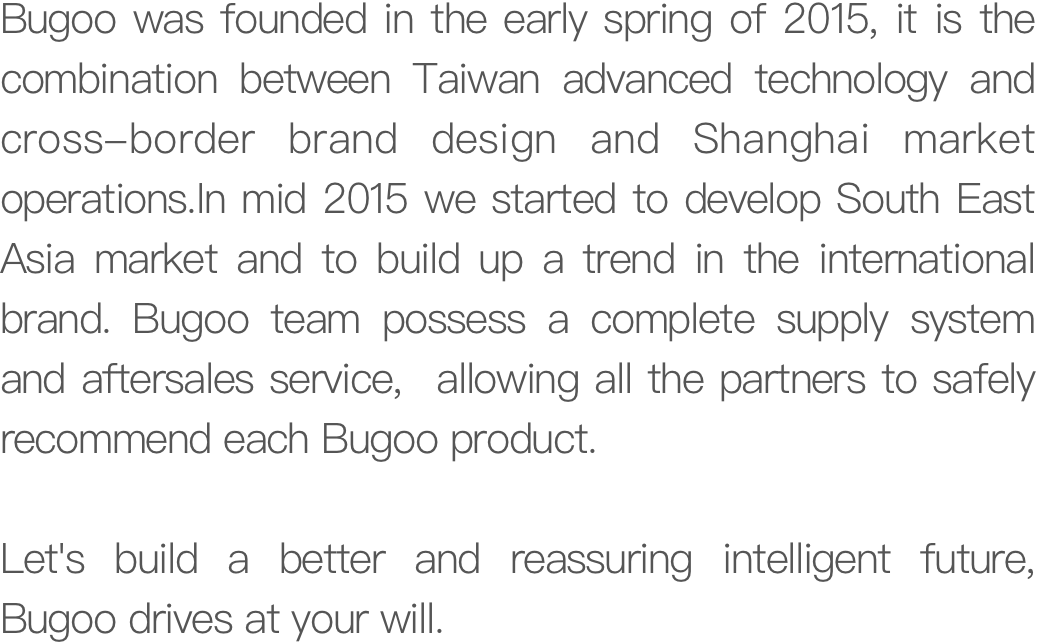 Bugoo was founded in the early spring of 2015, it is the
combination between Taiwan advanced technology and
cross–border brand design and Shanghai market
operations.In mid 2015 we started to develop South East
Asia market and to build up a trend in the international
brand. Bugoo team possess a complete supply system
and aftersales service,  allowing all the partners to safely
recommend each Bugoo product.
Let's build a better and reassuring intelligent future,
Bugoo drives at your will.